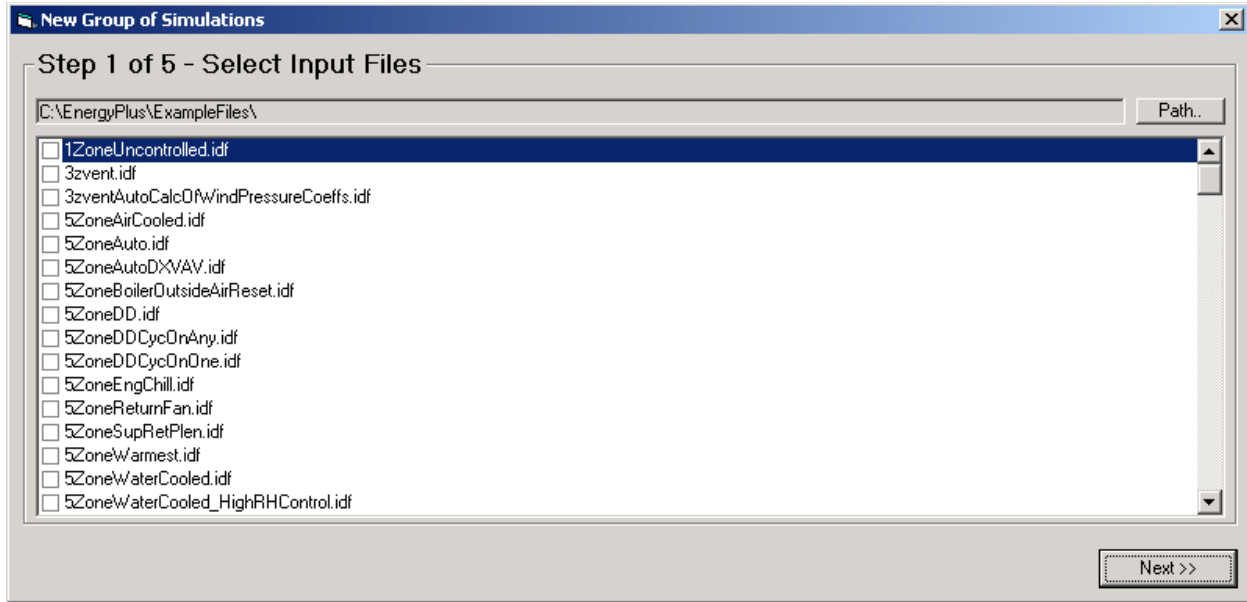 New Group of Simulations
Step 1 of 5 - Select Input Files
C:\EnergyPlus\ExampleFiles\
Path..
1ZoneUncontrolled.idf
3zvent.idf
3zventAutoCalcOfWindPressureCoeffs.idf
5ZoneAirCooled.idf
5ZoneAuto.idf
5ZoneAutoDXVAV.idf
5ZoneBoilerOutsideAirReset.idf
5ZoneDD.idf
5ZoneDDCycOnAny.idf
5ZoneDDCycOnOne.idf
5ZoneEngChill.idf
5ZoneReturnFan.idf
5ZoneSupRetPlen.idf
5ZoneWarmest.idf
5ZoneWaterCooled.idf
5ZoneWaterCooled_HighRHControl.idf
Next >>